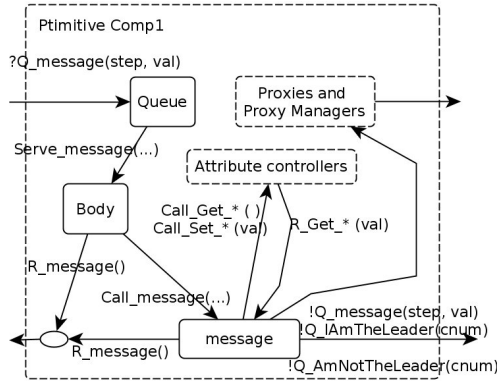 Ptimitive Comp1
?Q_message(step, val)
Queue
Proxies and
Proxy Managers
Serve_message(...)
Attribute controllers
Body
Call_Get_* ( )
Call_Set_* (val)
R_Get_* (val)
R_message()
Call_message(...)
!Q_message(step, val)
!Q_IAmTheLeader(cnum)
message
R_message()
!Q_AmNotTheLeader(cnum)